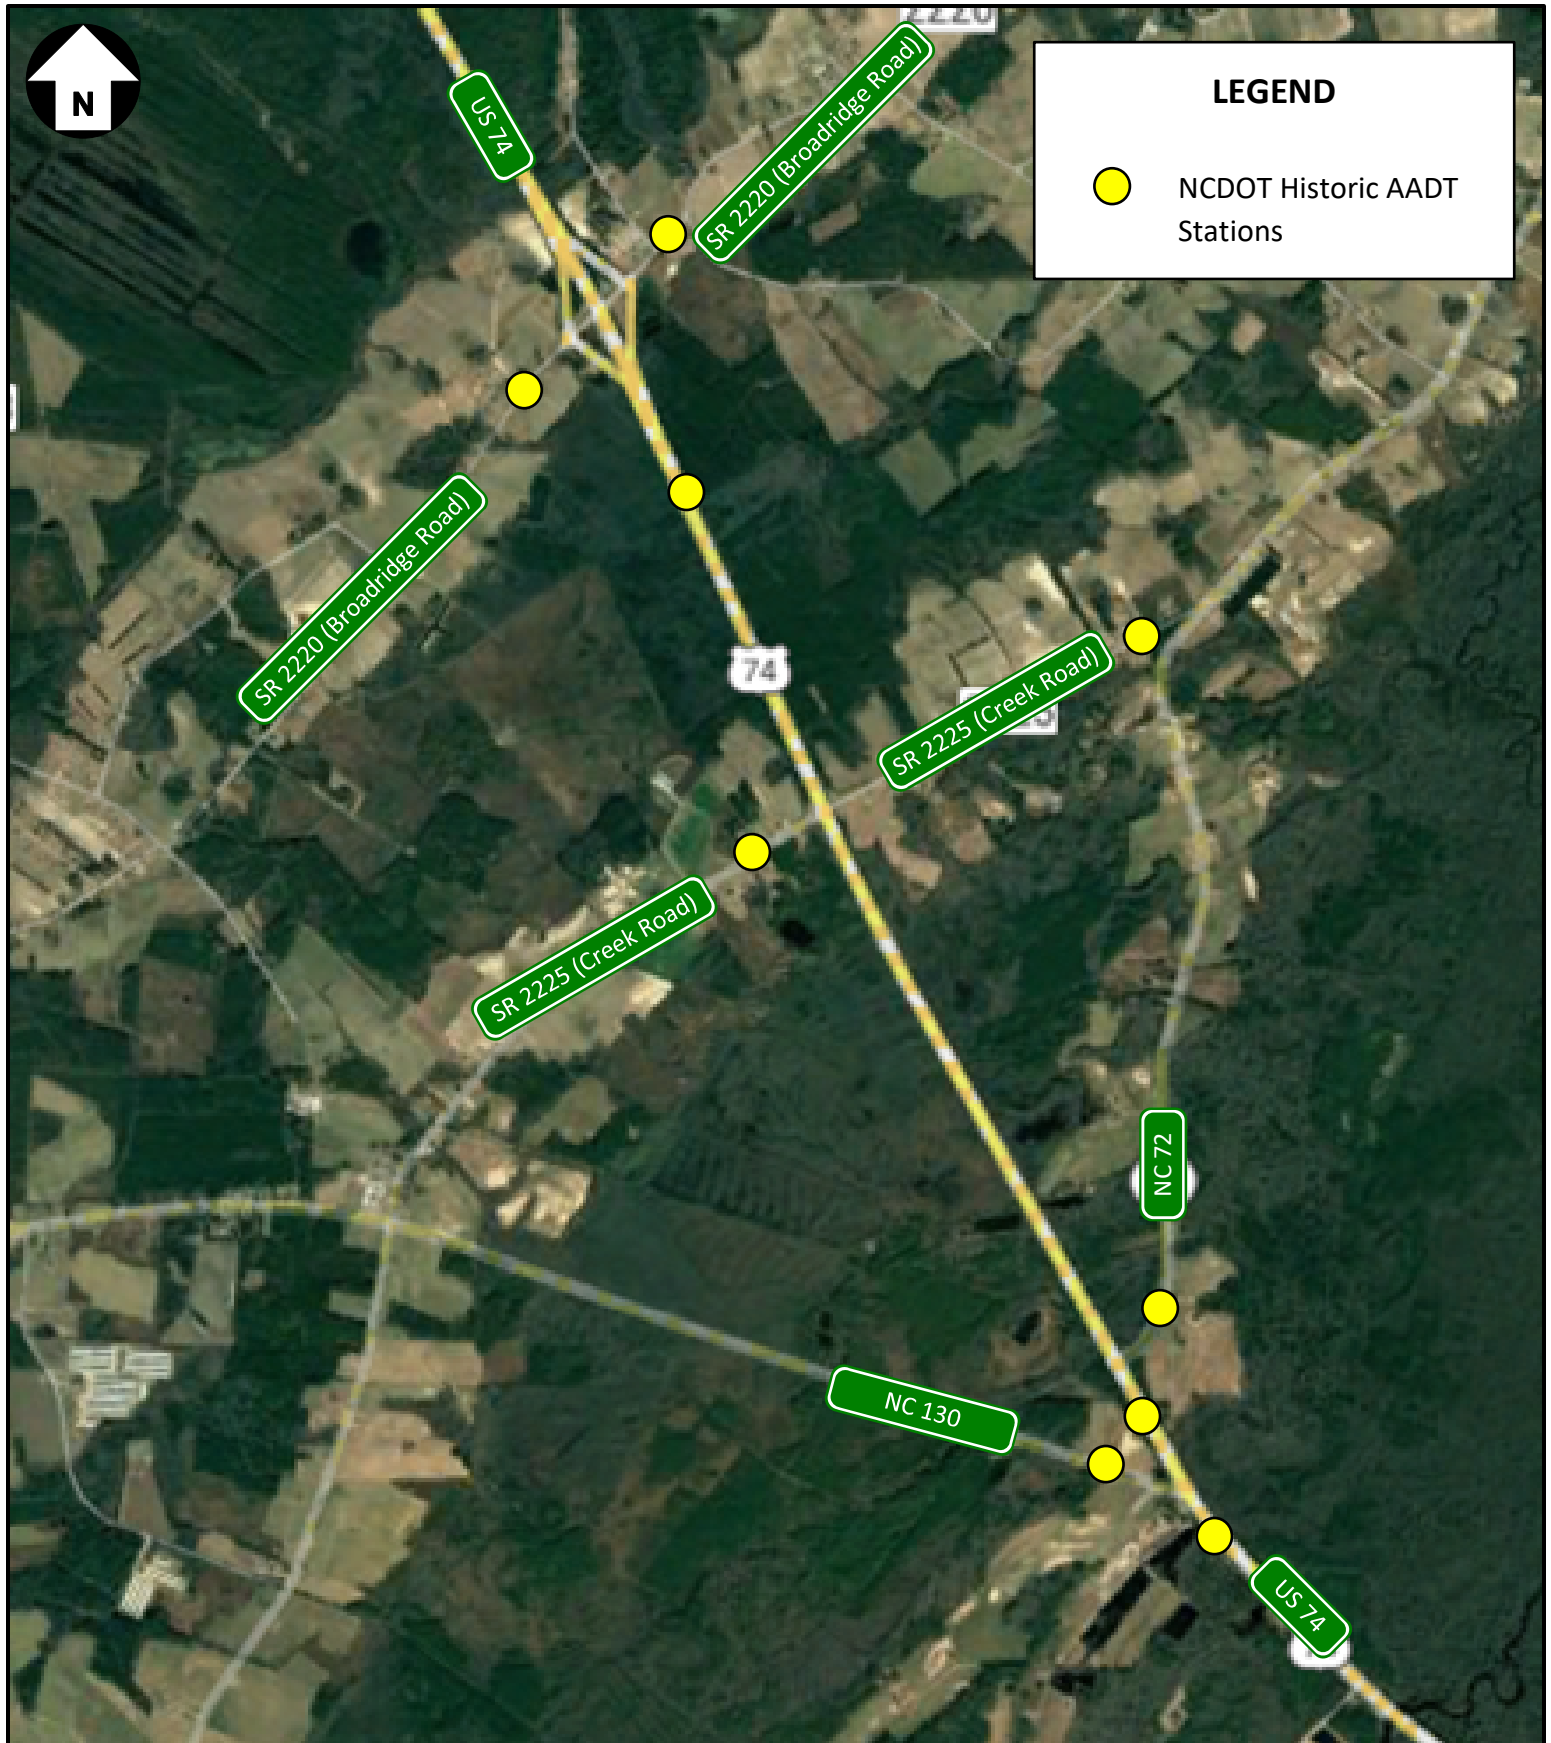 N
US 74
SR 2220 (Broadridge Road)
LEGEND
NCDOT Historic AADT
Stations
SR 2220 (Broadridge Road)
74
SR 2225 (Creek Road)
SR 2225 (Creek Road)
NC 72
NC 130
US 74